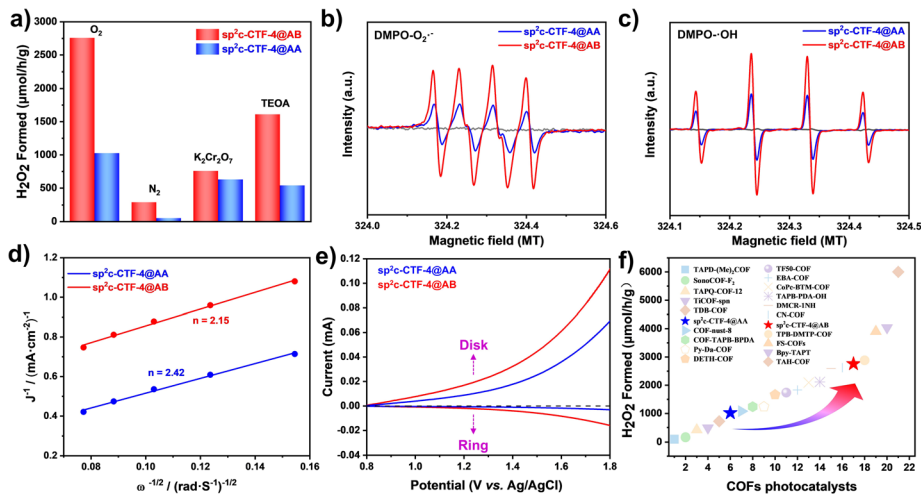 a)
3000
2500
2000
1500
1000
500
0
H2O2 Formed (μmol/h/g)
sp²c-CTF-4@AB
sp²c-CTF-4@AA
O₂
N₂
K₂Cr₂O₇
TEOA
b)
DMPO-O₂·⁻
sp²c-CTF-4@AA
sp²c-CTF-4@AB
Intensity (a.u.)
324.0 324.2 324.4 324.6
Magnetic field (MT)
c)
DMPO-·OH
sp²c-CTF-4@AA
sp²c-CTF-4@AB
Intensity (a.u.)
324.1 324.2 324.3 324.4 324.5
Magnetic field (MT)
d)
sp²c-CTF-4@AA
sp²c-CTF-4@AB
1.4
1.2
1.0
0.8
0.6
0.4
0.2
J⁻¹ / (mA·cm⁻²)⁻¹
n = 2.15
n = 2.42
0.08 0.10 0.12 0.14 0.16
ω ⁻¹/² / (rad·S⁻¹)⁻¹/²
e)
sp²c-CTF-4@AA
sp²c-CTF-4@AB
0.12
0.10
0.08
0.06
0.04
0.02
0.00
-0.02
-0.04
Current (mA)
Disk
Ring
0.8 1.0 1.2 1.4 1.6 1.8
Potential (V vs. Ag/AgCl)
f)
6000
5000
4000
3000
2000
1000
0
H₂O₂ Formed (μmol/h/g)
TAPD-(Me)₂COF
SonoCOF-F₂
TAPQ-COF-12
TiCOF-spn
TDB-COF
sp²c-CTF-4@AA
COF-nust-8
COF-TAPB-BPDA
Py-Da-COF
DETH-COF
TF50-COF
EBA-COF
CoPc-BTM-COF
TAPB-PDA-OH
DMCR-1NH
CN-COF
sp²c-CTF-4@AB
TPB-DMTP-COF
FS-COFs
Bpy-TAPT
TAH-COF
2 4 6 8 10 12 14 16 18 20 22
COFs photocatalysts